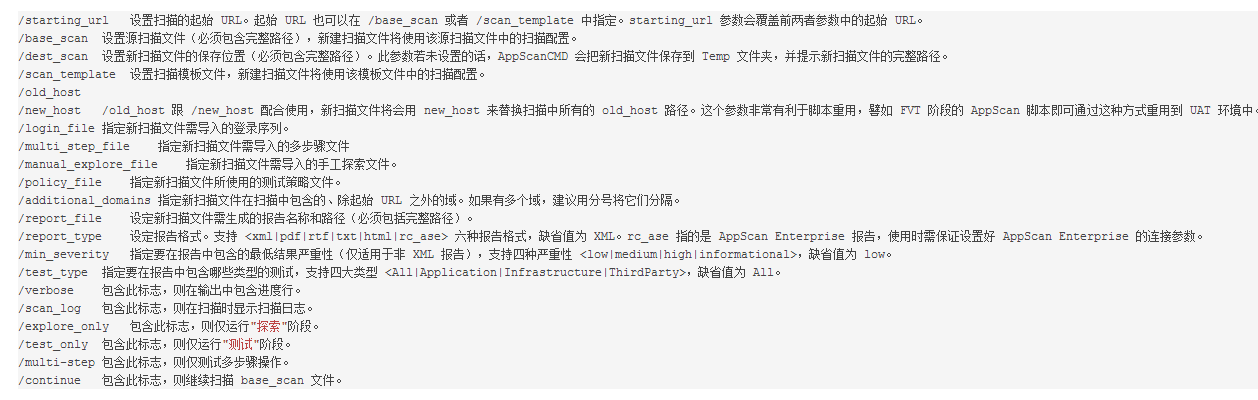 /starting_url 设置扫描的起始 URL。起始 URL 也可以在 /base_scan 或者 /scan_template 中指定。starting_url 参数会覆盖前两者参数中的起始 URL。
/base_scan 设置源扫描文件（必须包含完整路径），新建扫描文件将使用该源扫描文件中的扫描配置。
/dest_scan 设置新扫描文件的保存位置（必须包含完整路径）。此参数若未设置的话，AppScanCMD 会把新扫描文件保存到 Temp 文件夹，并提示新扫描文件的完整路径。
/scan_template 设置扫描模板文件，新建扫描文件将使用该模板文件中的扫描配置。
/old_host
/new_host /old_host 跟 /new_host 配合使用，新扫描文件将会用 new_host 来替换扫描中所有的 old_host 路径。这个参数非常有利于脚本重用，譬如 FVT 阶段的 AppScan 脚本即可通过这种方式重用到 UAT 环境中。
/login_file 指定新扫描文件需导入的登录序列。
/multi_step_file 指定新扫描文件需导入的多步骤文件
/manual_explore_file 指定新扫描文件需导入的手工探索文件。
/policy_file 指定新扫描文件所使用的测试策略文件。
/additional_domains 指定新扫描文件在扫描中包含的、除起始 URL 之外的域。如果有多个域，建议用分号将它们分隔。
/report_file 设定新扫描文件需生成的报告名称和路径（必须包括完整路径）。
/report_type 设定报告格式。支持 <xml|pdf|rtf|txt|html|rc_ase> 六种报告格式，缺省值为 XML。rc_ase 指的是 AppScan Enterprise 报告，使用时需保证设置好 AppScan Enterprise 的连接参数。
/min_severity 指定要在报告中包含的最低结果严重性（仅适用于非 XML 报告），支持四种严重性 <low|medium|high|informational>，缺省值为 low。
/test_type 指定要在报告中包含哪些类型的测试，支持四大类型 <All|Application|Infrastructure|ThirdParty>，缺省值为 All。
/verbose 包含此标志，则在输出中包含进度行。
/scan_log 包含此标志，则在扫描时显示扫描日志。
/explore_only 包含此标志，则仅运行"探索"阶段。
/test_only 包含此标志，则仅运行"测试"阶段。
/multi-step 包含此标志，则仅测试多步骤操作。
/continue 包含此标志，则继续扫描 base_scan 文件。